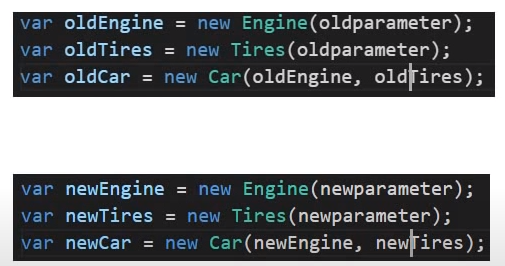 var oldEngine = new Engine(oldparameter);
var oldTires = new Tires(oldparameter);
var oldCar = new Car(oldEngine, oldTires);
var newEngine = new Engine(newparameter);
var newTires = new Tires(newparameter);
var newCar = new Car(newEngine, newTires);